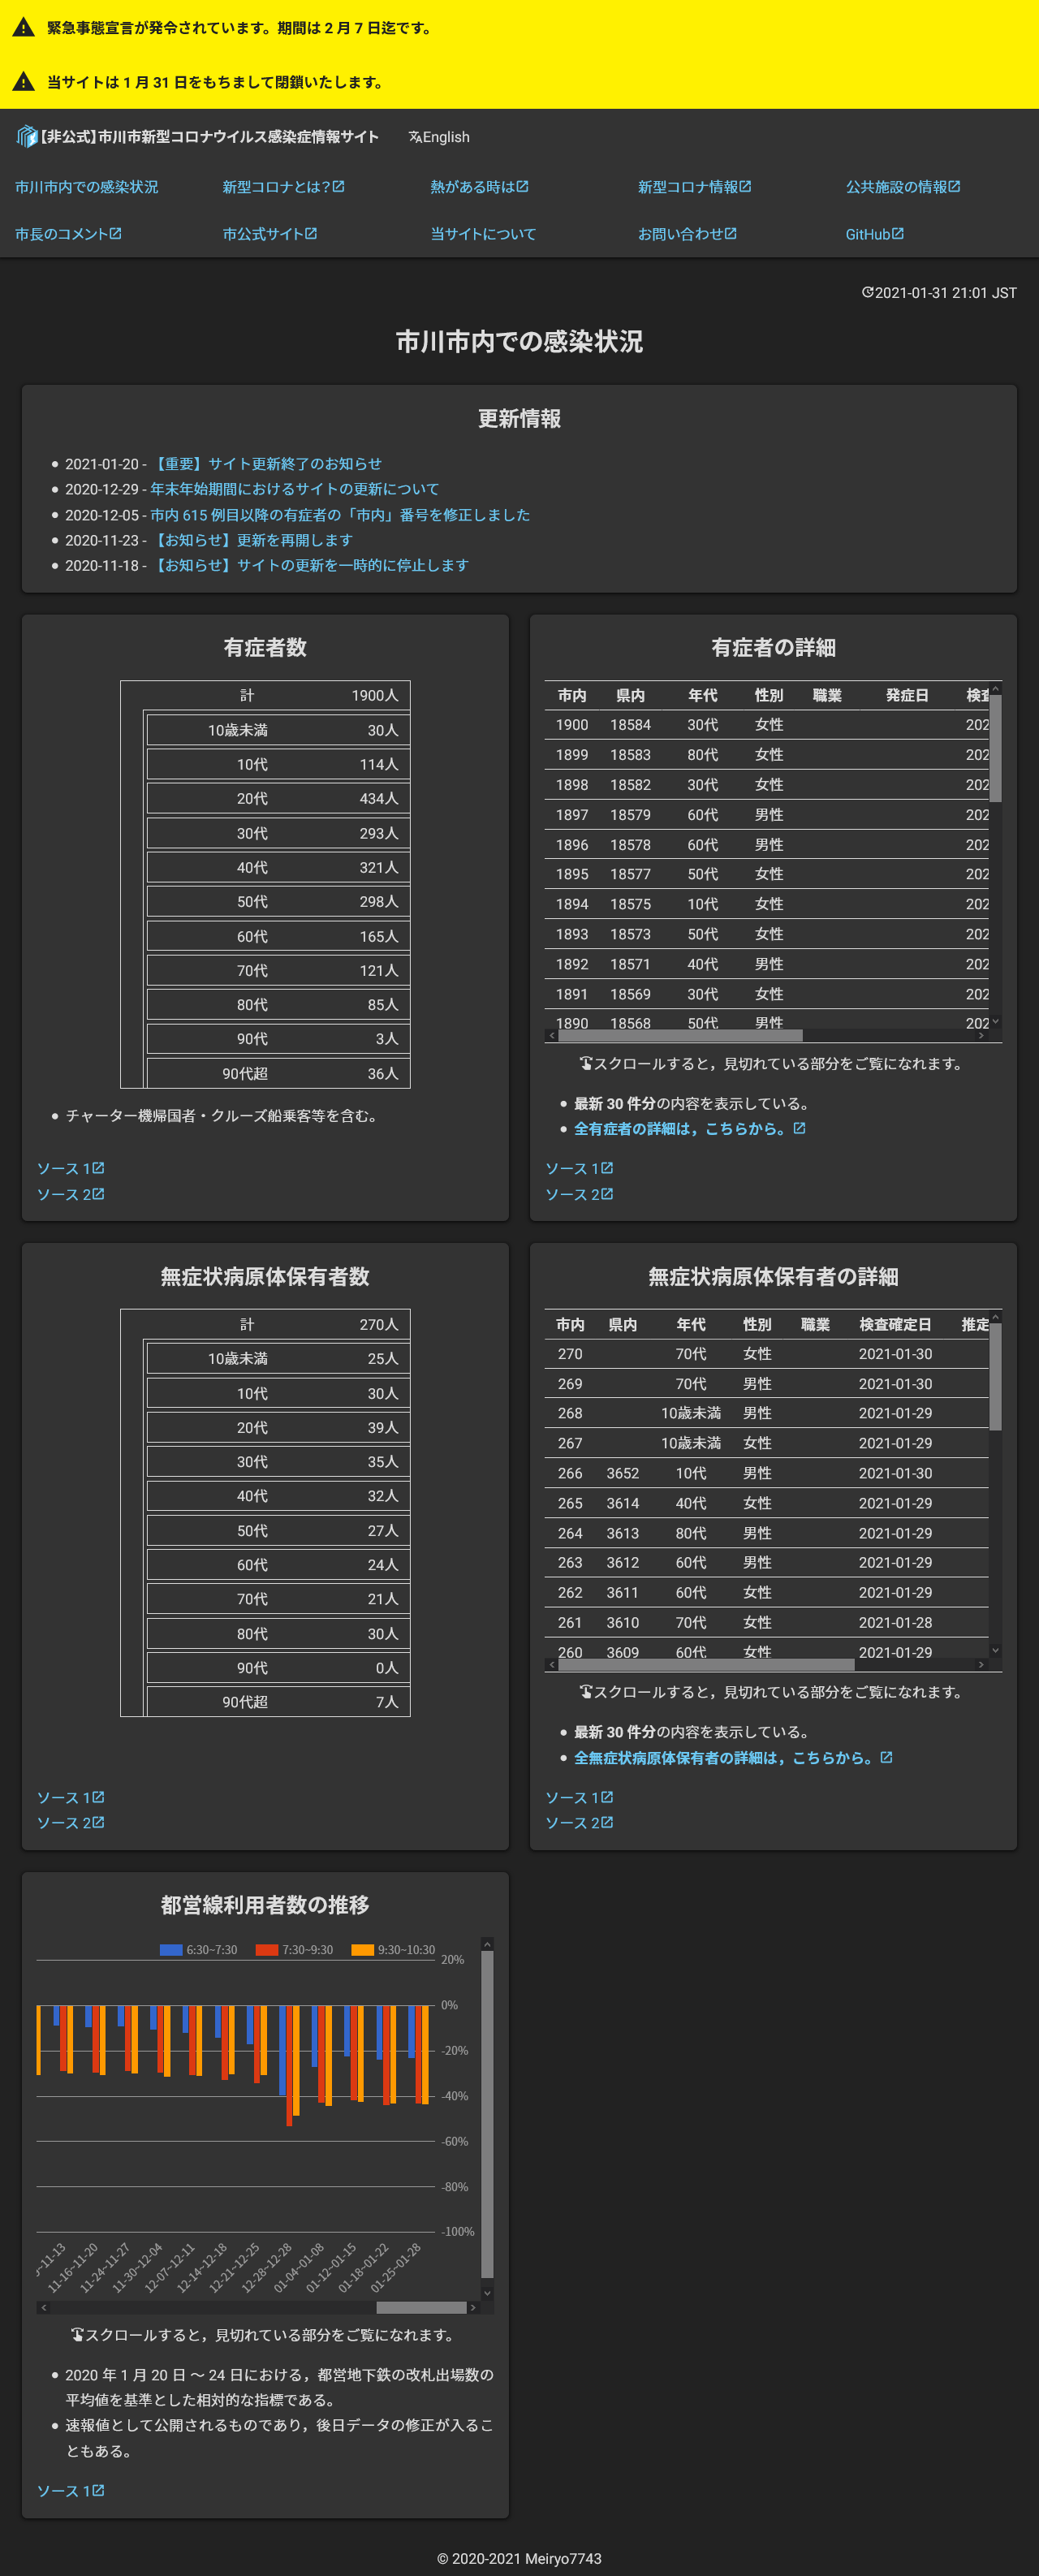 緊急事態宣言が発令されています。期間は 2 月 7 日迄です。
当サイトは 1 月 31 日をもちまして閉鎖いたします。
【非公式】市川市新型コロナウイルス感染症情報サイト
English
市川市内での感染状況
新型コロナとは？
熱がある時は
新型コロナ情報
公共施設の情報
市長のコメント
市公式サイト
当サイトについて
お問い合わせ
GitHub
2021-01-31 21:01 JST
市川市内での感染状況
更新情報
2021-01-20 - 【重要】サイト更新終了のお知らせ
2020-12-29 - 年末年始期間におけるサイトの更新について
2020-12-05 - 市内 615 例目以降の有症者の「市内」番号を修正しました
2020-11-23 - 【お知らせ】更新を再開します
2020-11-18 - 【お知らせ】サイトの更新を一時的に停止します
有症者数
計 1900人
10歳未満 30人
10代 114人
20代 434人
30代 293人
40代 321人
50代 298人
60代 165人
70代 121人
80代 85人
90代 3人
90代超 36人
チャーター機帰国者・クルーズ船乗客等を含む。
ソース 1
ソース 2
有症者の詳細
市内 県内 年代 性別 職業 発症日 検査
1900 18584 30代 女性 202
1899 18583 80代 女性 202
1898 18582 30代 女性 202
1897 18579 60代 男性 202
1896 18578 60代 男性 202
1895 18577 50代 女性 202
1894 18575 10代 女性 202
1893 18573 50代 女性 202
1892 18571 40代 男性 202
1891 18569 30代 女性 202
1890 18568 50代 男性 202
スクロールすると，見切れている部分をご覧になれます。
最新 30 件分の内容を表示している。
全有症者の詳細は，こちらから。
ソース 1
ソース 2
無症状病原体保有者数
計 270人
10歳未満 25人
10代 30人
20代 39人
30代 35人
40代 32人
50代 27人
60代 24人
70代 21人
80代 30人
90代 0人
90代超 7人
ソース 1
ソース 2
無症状病原体保有者の詳細
市内 県内 年代 性別 職業 検査確定日 推定
270 70代 女性 2021-01-30
269 70代 男性 2021-01-30
268 10歳未満 男性 2021-01-29
267 10歳未満 女性 2021-01-29
266 3652 10代 男性 2021-01-30
265 3614 40代 女性 2021-01-29
264 3613 80代 男性 2021-01-29
263 3612 60代 男性 2021-01-29
262 3611 60代 女性 2021-01-29
261 3610 70代 女性 2021-01-28
260 3609 60代 女性 2021-01-29
スクロールすると，見切れている部分をご覧になれます。
最新 30 件分の内容を表示している。
全無症状病原体保有者の詳細は，こちらから。
ソース 1
ソース 2
都営線利用者数の推移
6:30~7:30 7:30~9:30 9:30~10:30
20%
0%
-20%
-40%
-60%
-80%
-100%
~11-13
11-16~11-20
11-24~11-27
11-30~12-04
12-07~12-11
12-14~12-18
12-21~12-25
12-28~12-28
01-04~01-08
01-12~01-15
01-18~01-22
01-25~01-28
スクロールすると，見切れている部分をご覧になれます。
2020 年 1 月 20 日 ～ 24 日における，都営地下鉄の改札出場数の
平均値を基準とした相対的な指標である。
速報値として公開されるものであり，後日データの修正が入るこ
ともある。
ソース 1
© 2020-2021 Meiryo7743